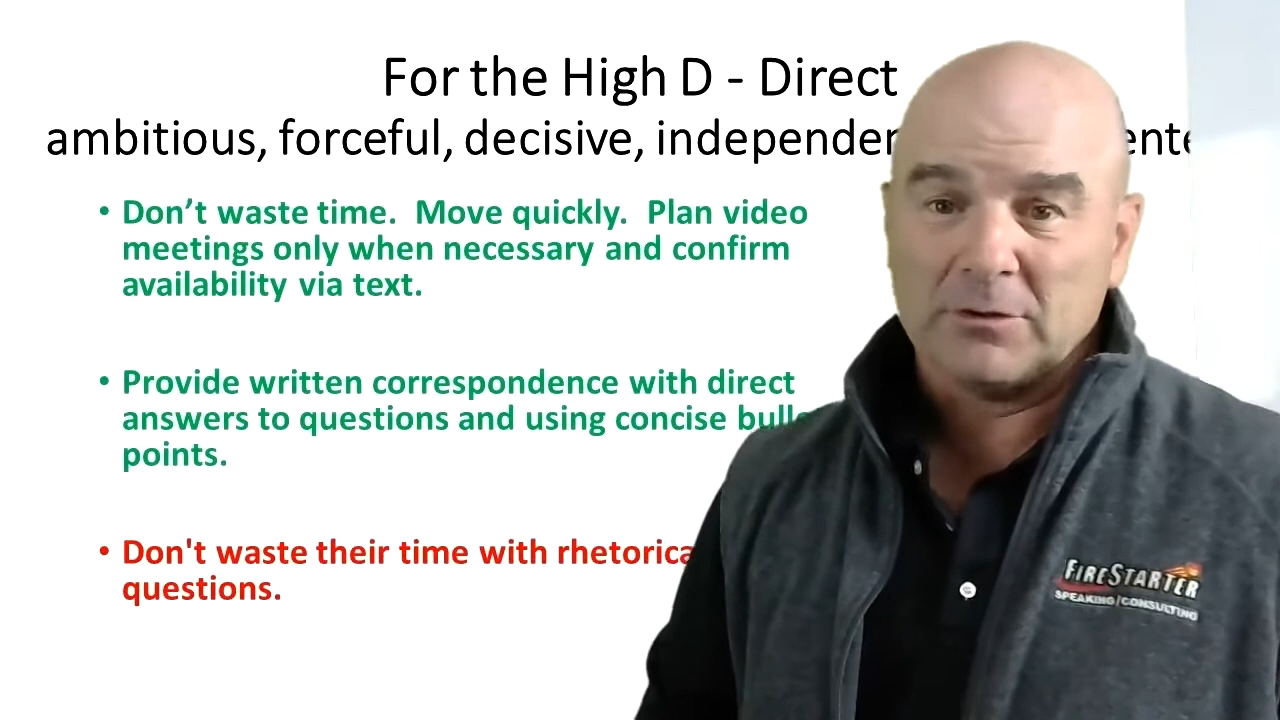 For the High D - Direct
ambitious, forceful, decisive,
• Don’t waste time.  Move quickly.  Plan video
meetings only when necessary and confirm
availability via text.
• Provide written correspondence with direct
answers to questions and using concise
points.
• Don't waste their time with
questions.
FIRESTARTER
SPEAKING/CONSULTING